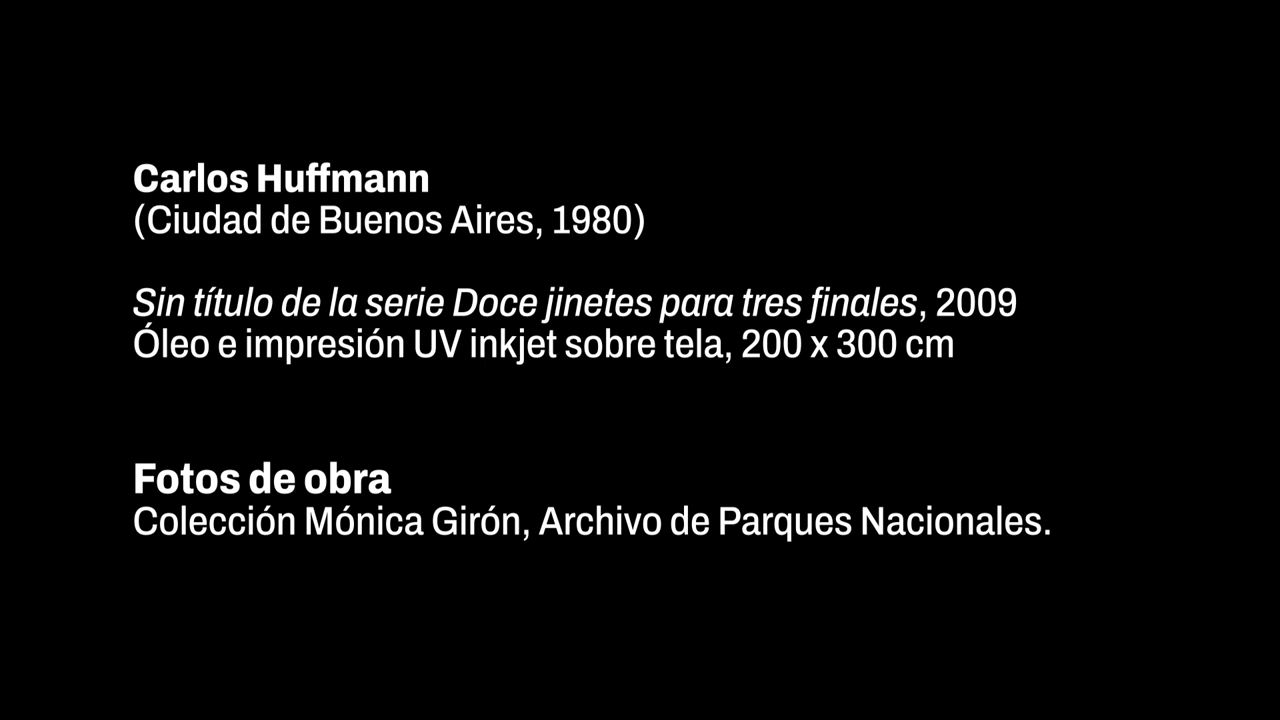 Carlos Huffmann
(Ciudad de Buenos Aires, 1980)
Sin título de la serie Doce jinetes para tres finales, 2009
Óleo e impresión UV inkjet sobre tela, 200 x 300 cm
Fotos de obra
Colección Mónica Girón, Archivo de Parques Nacionales.